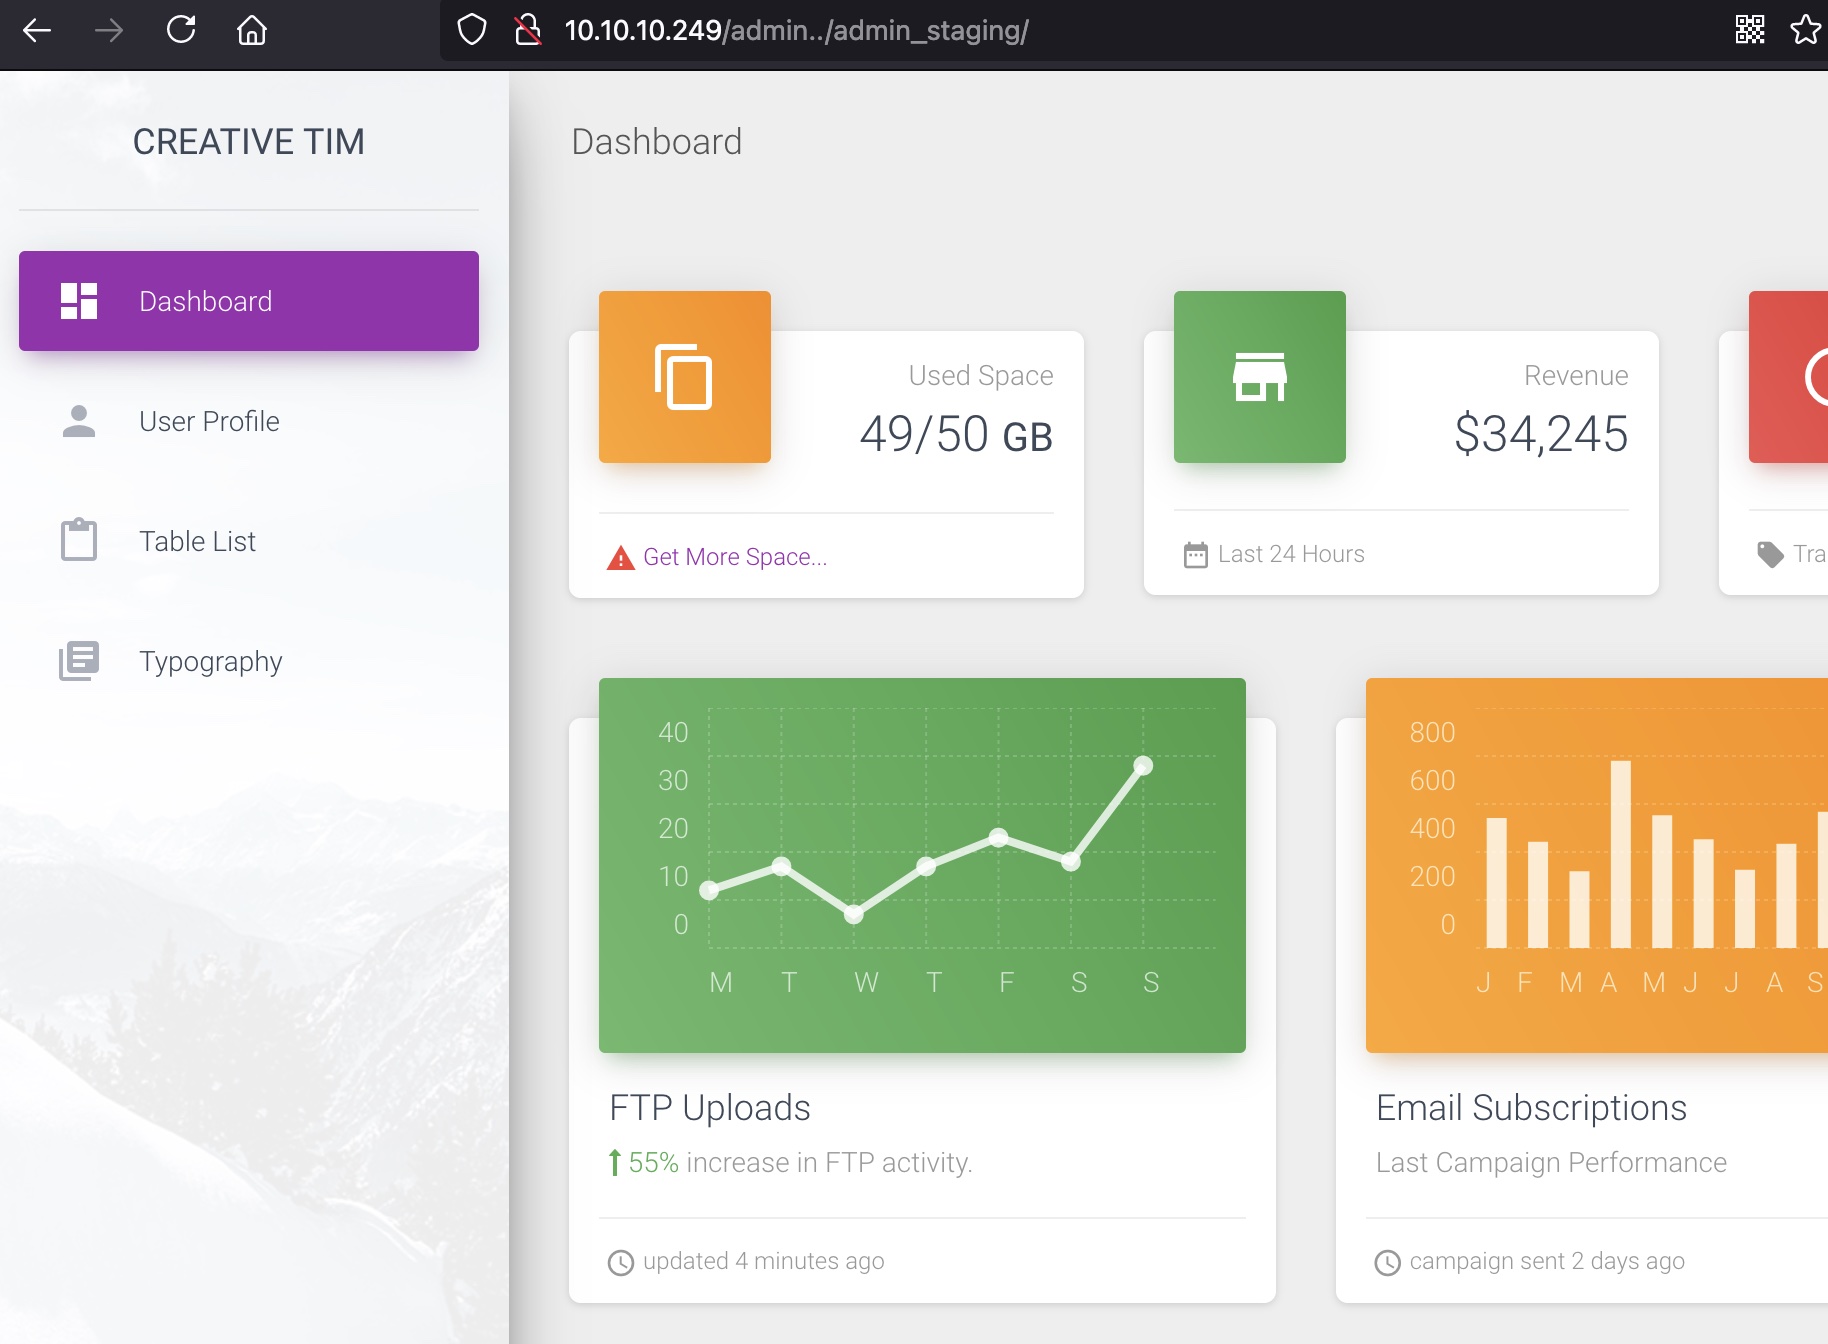 10.10.10.249/admin../admin_staging/
CREATIVE TIM
Dashboard
User Profile
Table List
Typography
Dashboard
Used Space
49/50 GB
Get More Space...
Revenue
$34,245
Last 24 Hours
Tra
40
30
20
10
0
M T W T F S S
FTP Uploads
55% increase in FTP activity.
updated 4 minutes ago
800
600
400
200
0
J F M A M J J A S
Email Subscriptions
Last Campaign Performance
campaign sent 2 days ago